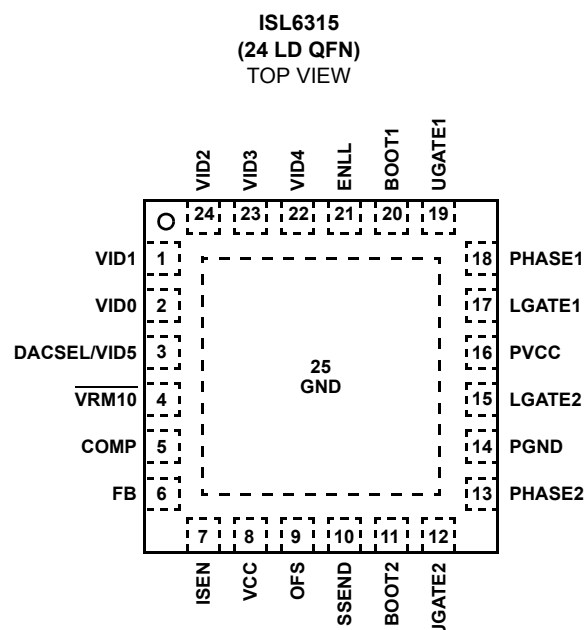 ISL6315
(24 LD QFN)
TOP VIEW
VID2
VID3
VID4
ENLL
BOOT1
UGATE1
24
23
22
21
20
19
VID1
1
18
PHASE1
VID0
2
17
LGATE1
DACSEL/VID5
3
16
PVCC
25
GND
VRM10
4
15
LGATE2
COMP
5
14
PGND
FB
6
13
PHASE2
7
8
9
10
11
12
ISEN
VCC
OFS
SSEND
BOOT2
UGATE2